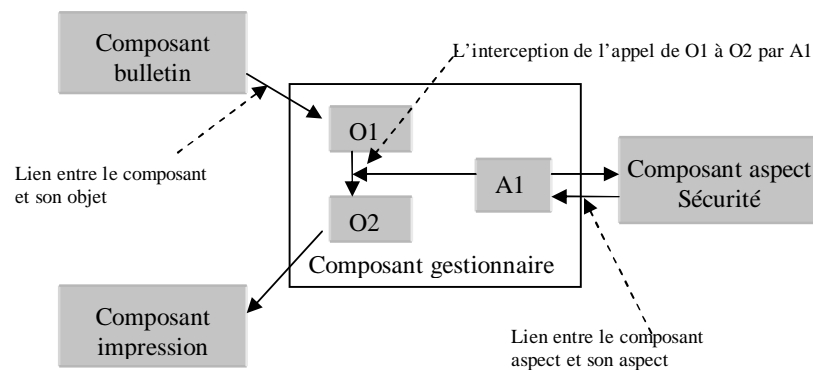 Composant
bulletin
L'interception de l'appel de O1 à O2 par A1
O1
Lien entre le composant
et son objet
A1
Composant aspect
Sécurité
O2
Composant gestionnaire
Composant
impression
Lien entre le composant
aspect et son aspect